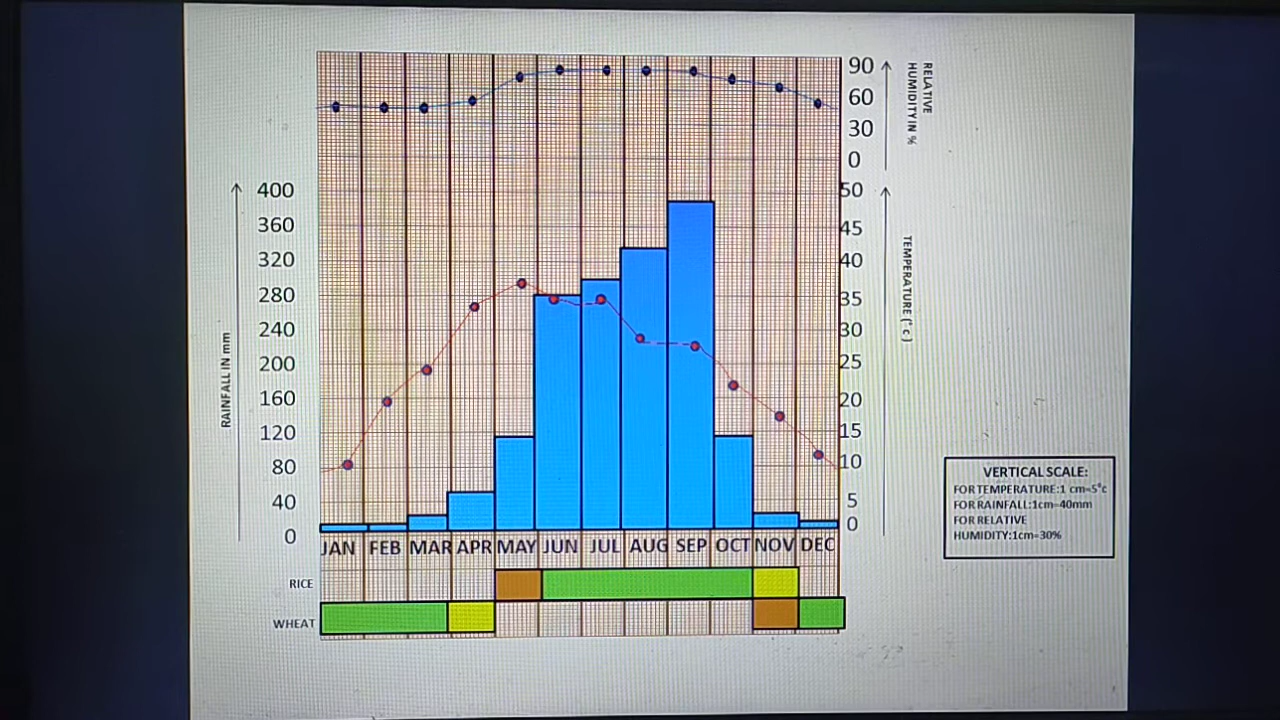 90
60
30
0
RELATIVE
HUMIDITY IN %
400
360
320
280
240
200
160
120
80
40
0
RAINFALL IN mm
50
45
40
35
30
25
20
15
10
5
0
TEMPERATURE (°c)
JAN FEB MAR APR MAY JUN JUL AUG SEP OCT NOV DEC
RICE
WHEAT
VERTICAL SCALE:
FOR TEMPERATURE:1 cm=5°c
FOR RAINFALL:1cm=40mm
FOR RELATIVE
HUMIDITY:1cm=30%